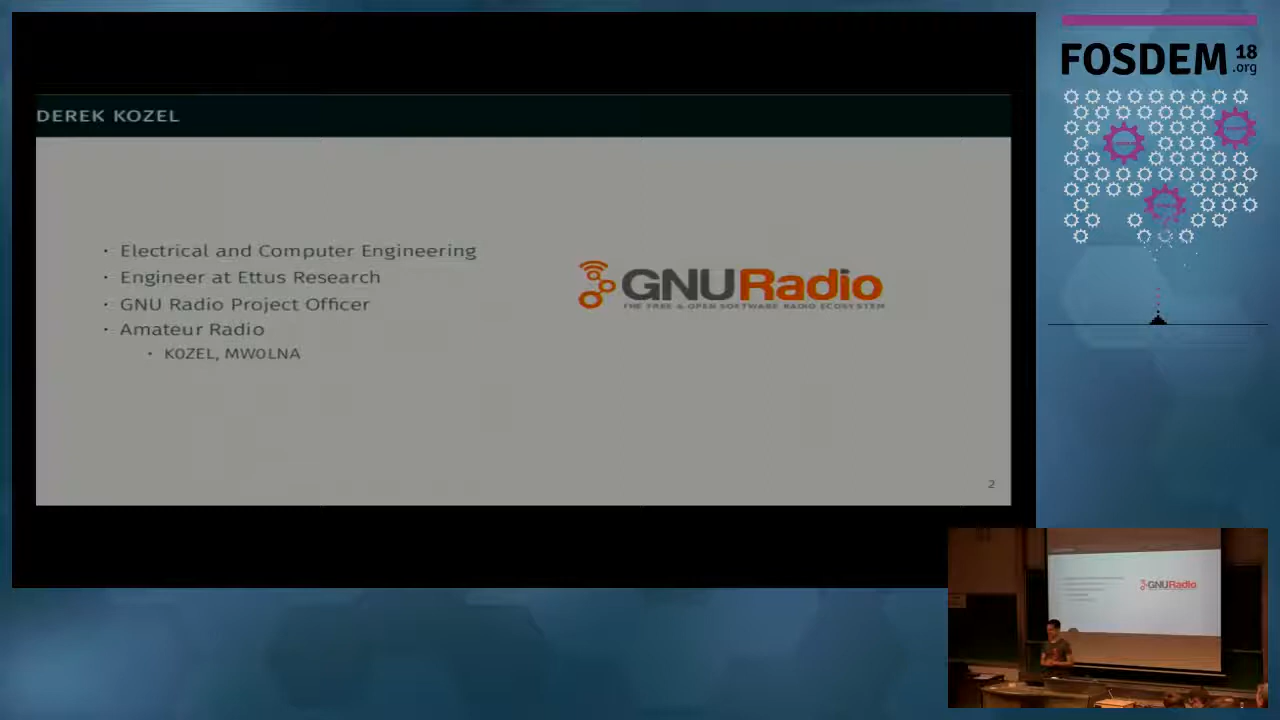 DEREK KOZEL
• Electrical and Computer Engineering
• Engineer at Ettus Research
• GNU Radio Project Officer
• Amateur Radio
• K0ZEL, MW0LNA
GNURadio
THE FREE & OPEN SOFTWARE RADIO ECOSYSTEM
2
FOSDEM 18
.org
GNURadio